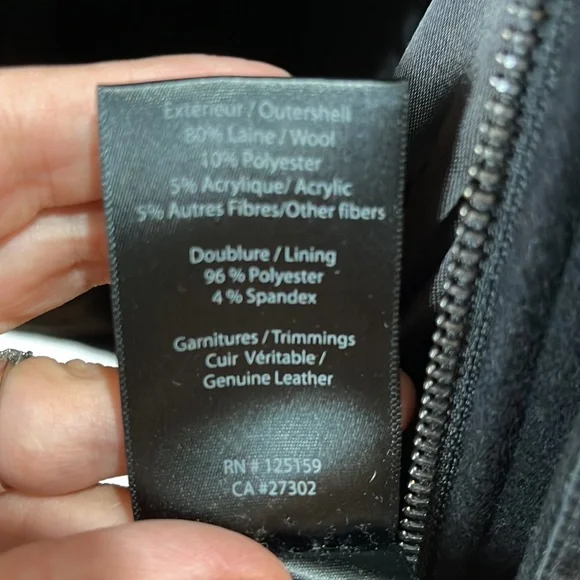 Extérieur / Outershell
80% Laine / Wool
10% Polyester
5% Acrylique/ Acrylic
5% Autres Fibres/Other fibers
Doublure / Lining
96 % Polyester
4 % Spandex
Garnitures / Trimmings
Cuir Véritable /
Genuine Leather
RN # 125159
CA #27302